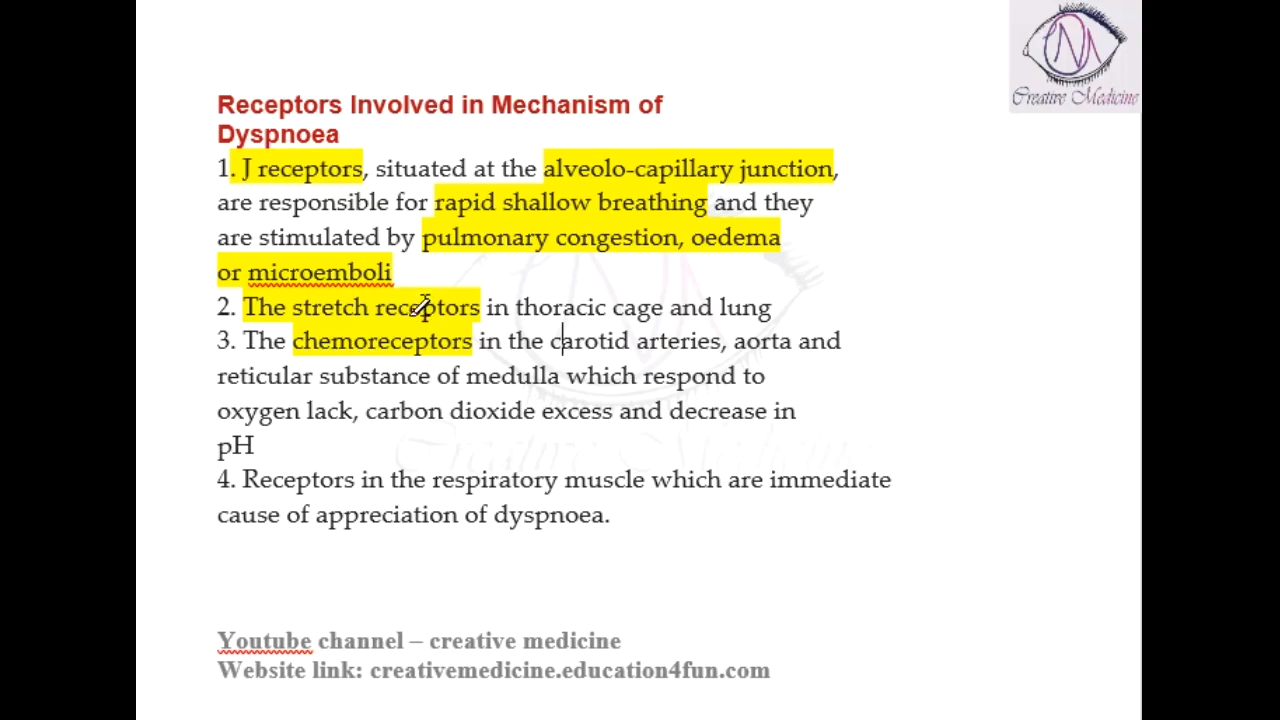 Creative Medicine
Receptors Involved in Mechanism of
Dyspnoea
1. J receptors, situated at the alveolo-capillary junction,
are responsible for rapid shallow breathing and they
are stimulated by pulmonary congestion, oedema
or microemboli
2. The stretch receptors in thoracic cage and lung
3. The chemoreceptors in the carotid arteries, aorta and
reticular substance of medulla which respond to
oxygen lack, carbon dioxide excess and decrease in
pH
4. Receptors in the respiratory muscle which are immediate
cause of appreciation of dyspnoea.
Creative Medicine
Youtube channel – creative medicine
Website link: creativemedicine.education4fun.com